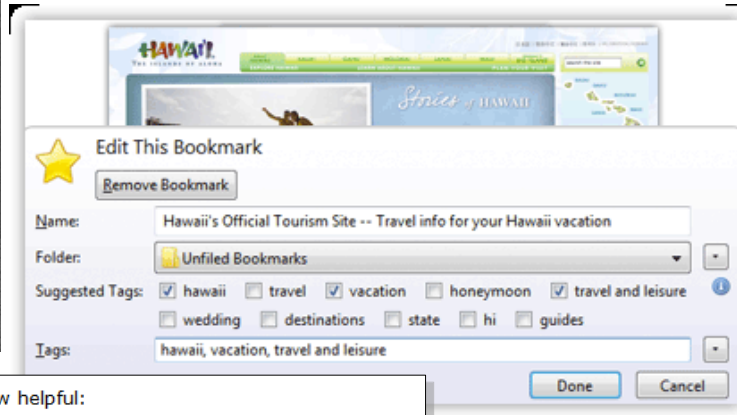 HAWAI'I
THE ISLANDS OF ALOHA
Stories of HAWAII
Edit This Bookmark
Remove Bookmark
Name: Hawaii's Official Tourism Site -- Travel info for your Hawaii vacation
Folder: Unfiled Bookmarks
Suggested Tags: hawaii travel vacation honeymoon travel and leisure
wedding destinations state hi guides
Tags: hawaii, vacation, travel and leisure
Done Cancel
w helpful: